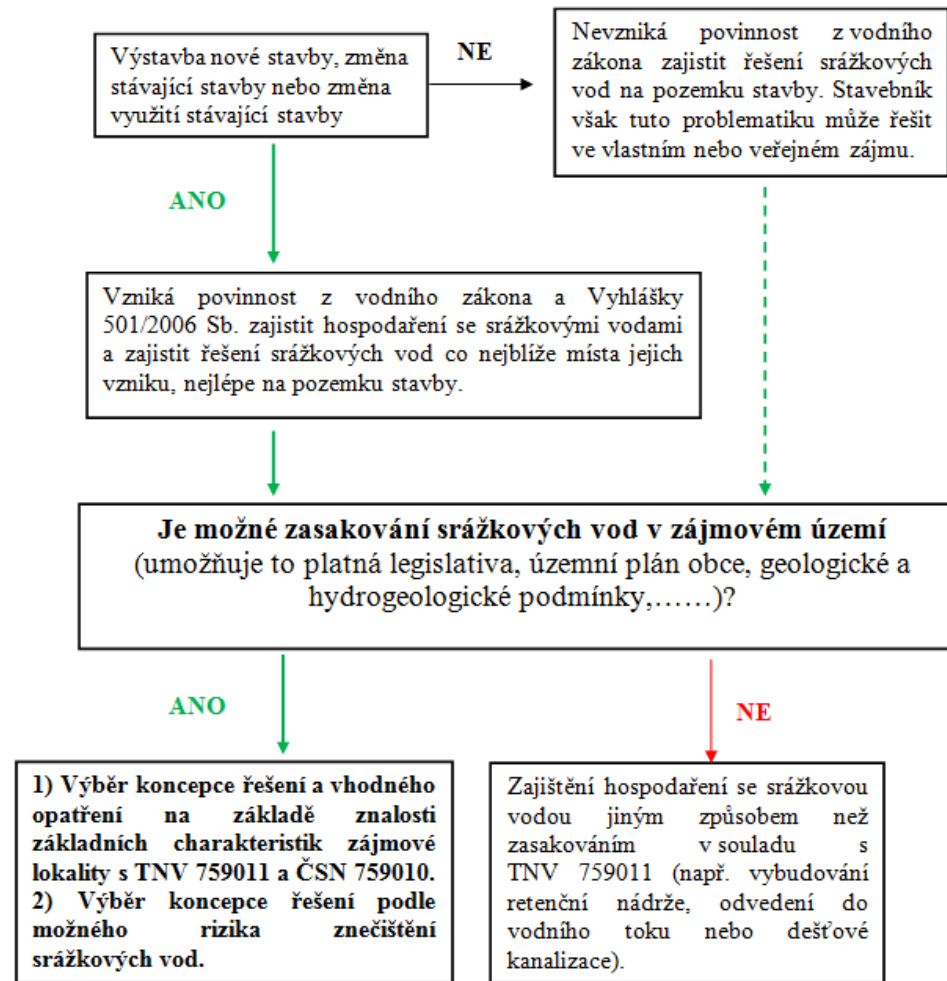 Výstavba nové stavby, změna
stávající stavby nebo změna
využití stávající stavby
NE
Nevzniká povinnost z vodního
zákona zajistit řešení srážkových
vod na pozemku stavby. Stavebník
však tuto problematiku může řešit
ve vlastním nebo veřejném zájmu.
ANO
Vzniká povinnost z vodního zákona a Vyhlášky
501/2006 Sb. zajistit hospodaření se srážkovými vodami
a zajistit řešení srážkových vod co nejblíže místa jejich
vzniku, nejlépe na pozemku stavby.
Je možné zasakování srážkových vod v zájmovém území
(umožňuje to platná legislativa, územní plán obce, geologické a
hydrogeologické podmínky,……)?
ANO
NE
1) Výběr koncepce řešení a vhodného
opatření na základě znalosti
základních charakteristik zájmové
lokality s TNV 759011 a ČSN 759010.
2) Výběr koncepce řešení podle
možného rizika znečištění
srážkových vod.
Zajištění hospodaření se srážkovou
vodou jiným způsobem než
zasakováním v souladu s
TNV 759011 (např. vybudování
retenční nádrže, odvedení do
vodního toku nebo dešťové
kanalizace).